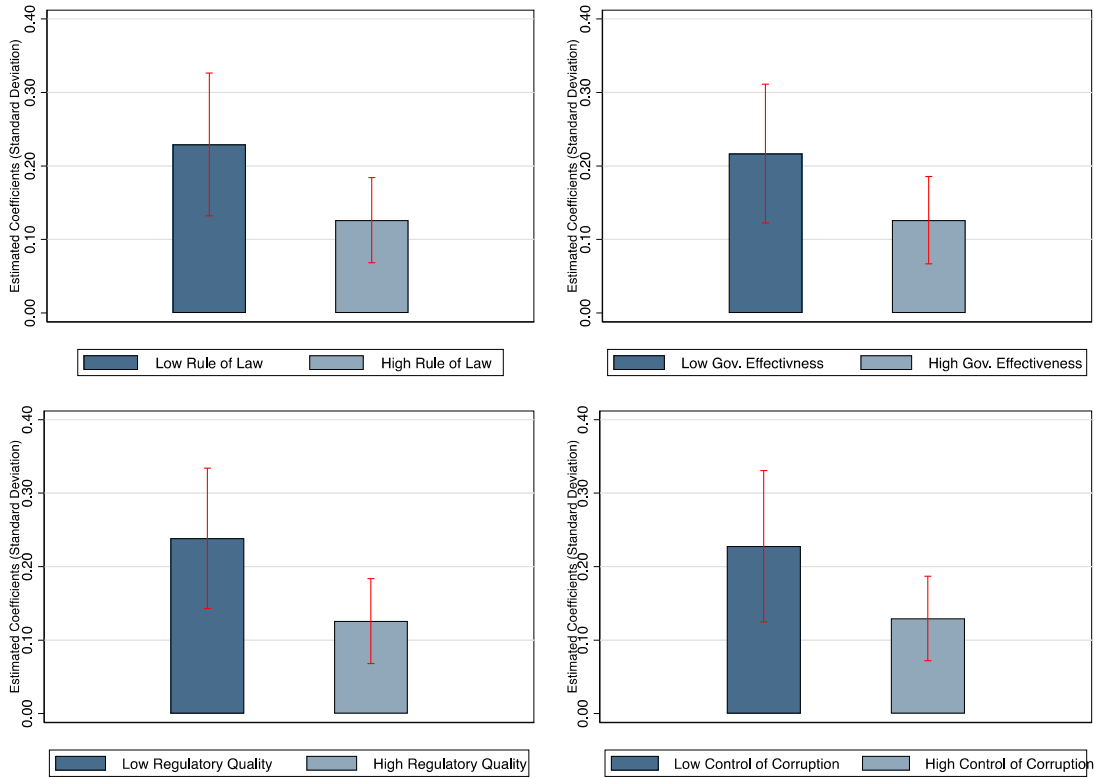 Estimated Coefficients (Standard Deviation)
0.00 0.10 0.20 0.30 0.40
Low Rule of Law High Rule of Law
Estimated Coefficients (Standard Deviation)
0.00 0.10 0.20 0.30 0.40
Low Gov. Effectivness High Gov. Effectiveness
Estimated Coefficients (Standard Deviation)
0.00 0.10 0.20 0.30 0.40
Low Regulatory Quality High Regulatory Quality
Estimated Coefficients (Standard Deviation)
0.00 0.10 0.20 0.30 0.40
Low Control of Corruption High Control of Corruption